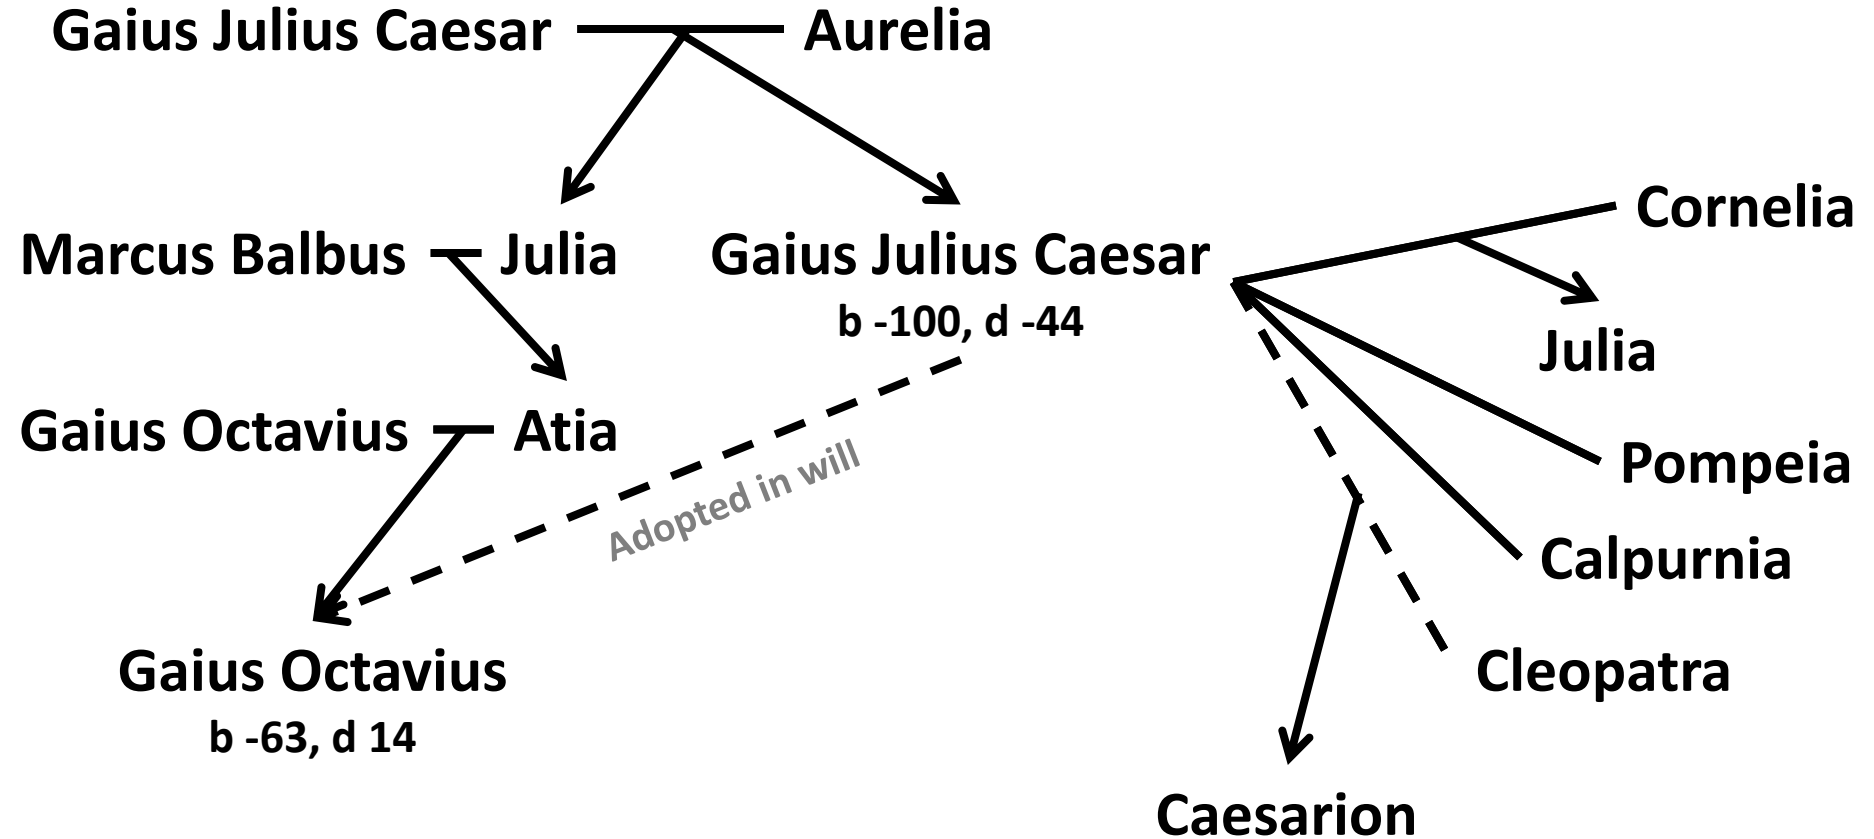 Gaius Julius Caesar
Aurelia
Marcus Balbus
Julia
Gaius Julius Caesar
b -100, d -44
Cornelia
Julia
Gaius Octavius
Atia
Adopted in will
Pompeia
Calpurnia
Gaius Octavius
b -63, d 14
Cleopatra
Caesarion